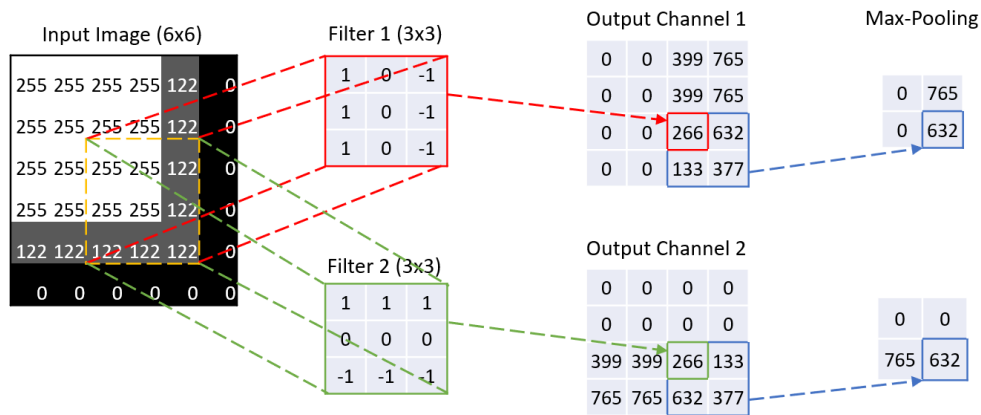 Input Image (6x6)
255 255 255 255 122 0
255 255 255 255 122 0
255 255 255 255 122 0
255 255 255 255 122 0
122 122 122 122 122 0
0 0 0 0 0 0
Filter 1 (3x3)
1 0 -1
1 0 -1
1 0 -1
Filter 2 (3x3)
1 1 1
0 0 0
-1 -1 -1
Output Channel 1
0 0 399 765
0 0 399 765
0 0 266 632
0 0 133 377
Output Channel 2
0 0 0 0
0 0 0 0
399 399 266 133
765 765 632 377
Max-Pooling
0 765
0 632
0 0
765 632